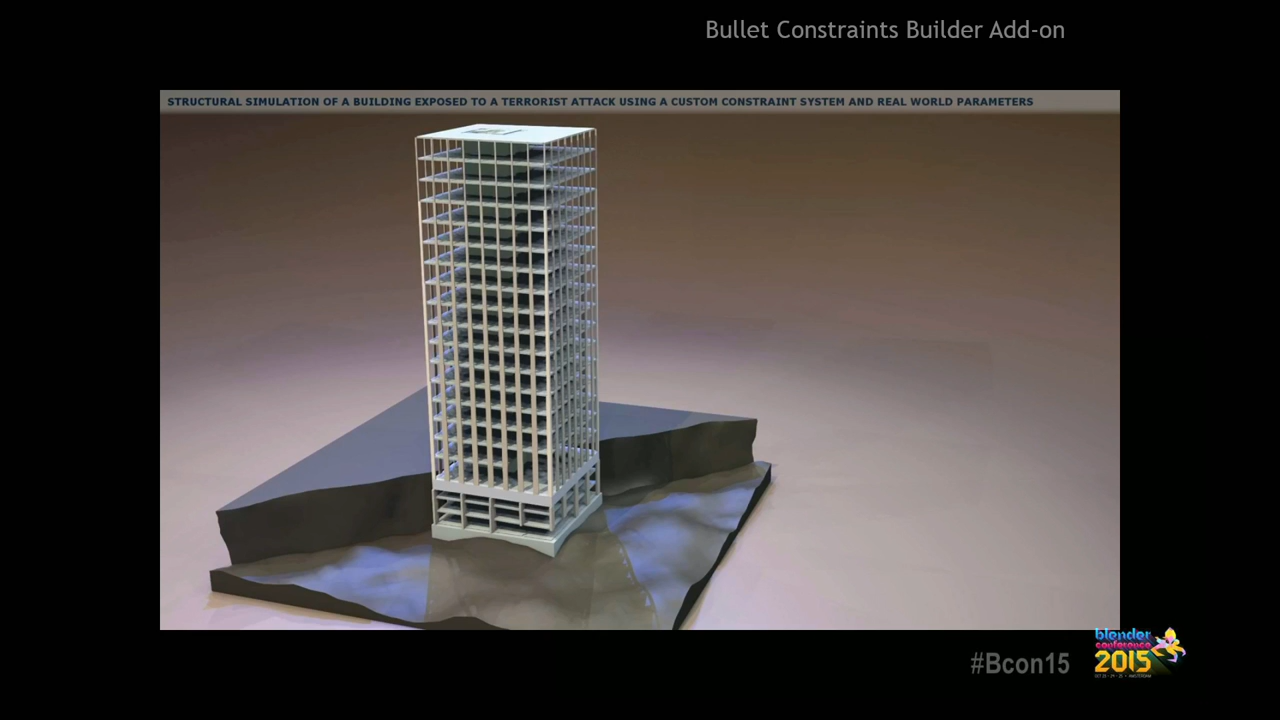 Bullet Constraints Builder Add-on
STRUCTURAL SIMULATION OF A BUILDING EXPOSED TO A TERRORIST ATTACK USING A CUSTOM CONSTRAINT SYSTEM AND REAL WORLD PARAMETERS
#Bcon15
blender
conference
2015